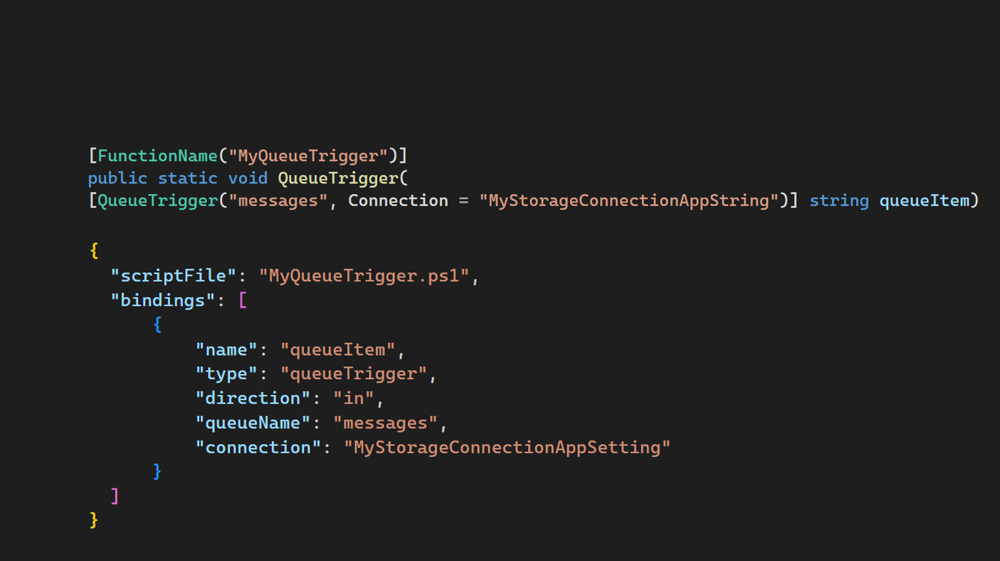 [FunctionName("MyQueueTrigger")]
public static void QueueTrigger(
[QueueTrigger("messages", Connection = "MyStorageConnectionAppString")] string queueItem)
{
"scriptFile": "MyQueueTrigger.ps1",
"bindings": [
{
"name": "queueItem",
"type": "queueTrigger",
"direction": "in",
"queueName": "messages",
"connection": "MyStorageConnectionAppSetting"
}
]
}